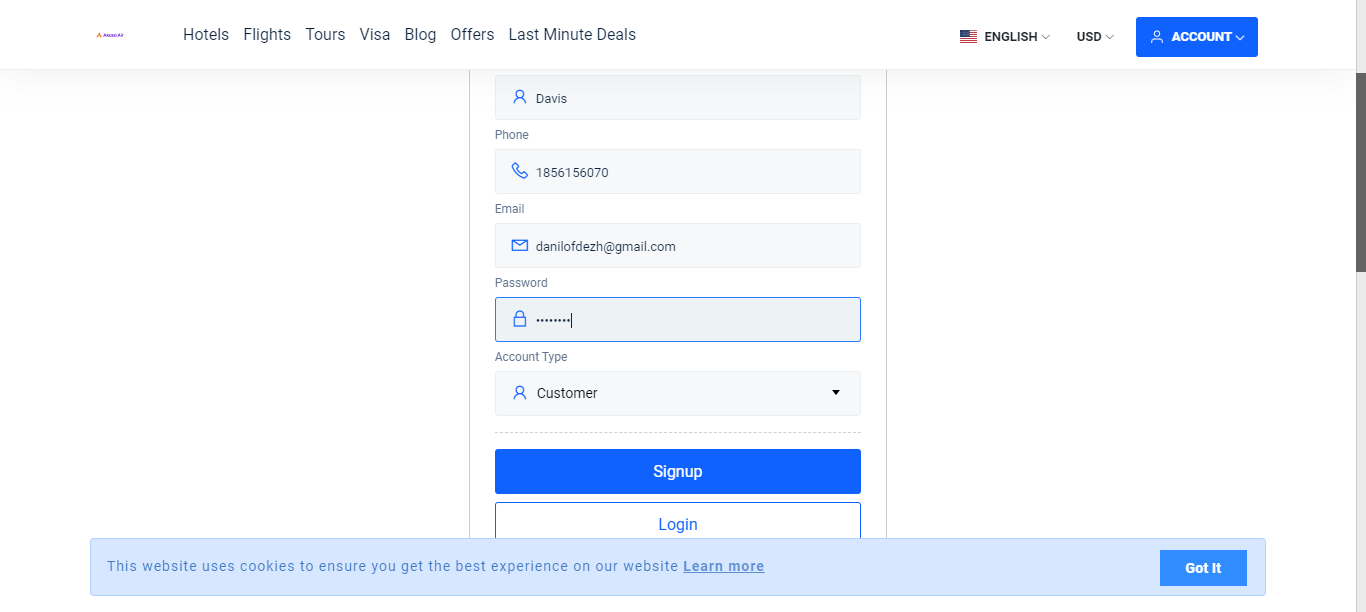 Akasa Air
Hotels Flights Tours Visa Blog Offers Last Minute Deals
ENGLISH USD ACCOUNT
Davis
Phone
1856156070
Email
danilofdezh@gmail.com
Password
••••••••
Account Type
Customer
Signup
Login
This website uses cookies to ensure you get the best experience on our website Learn more
Got It